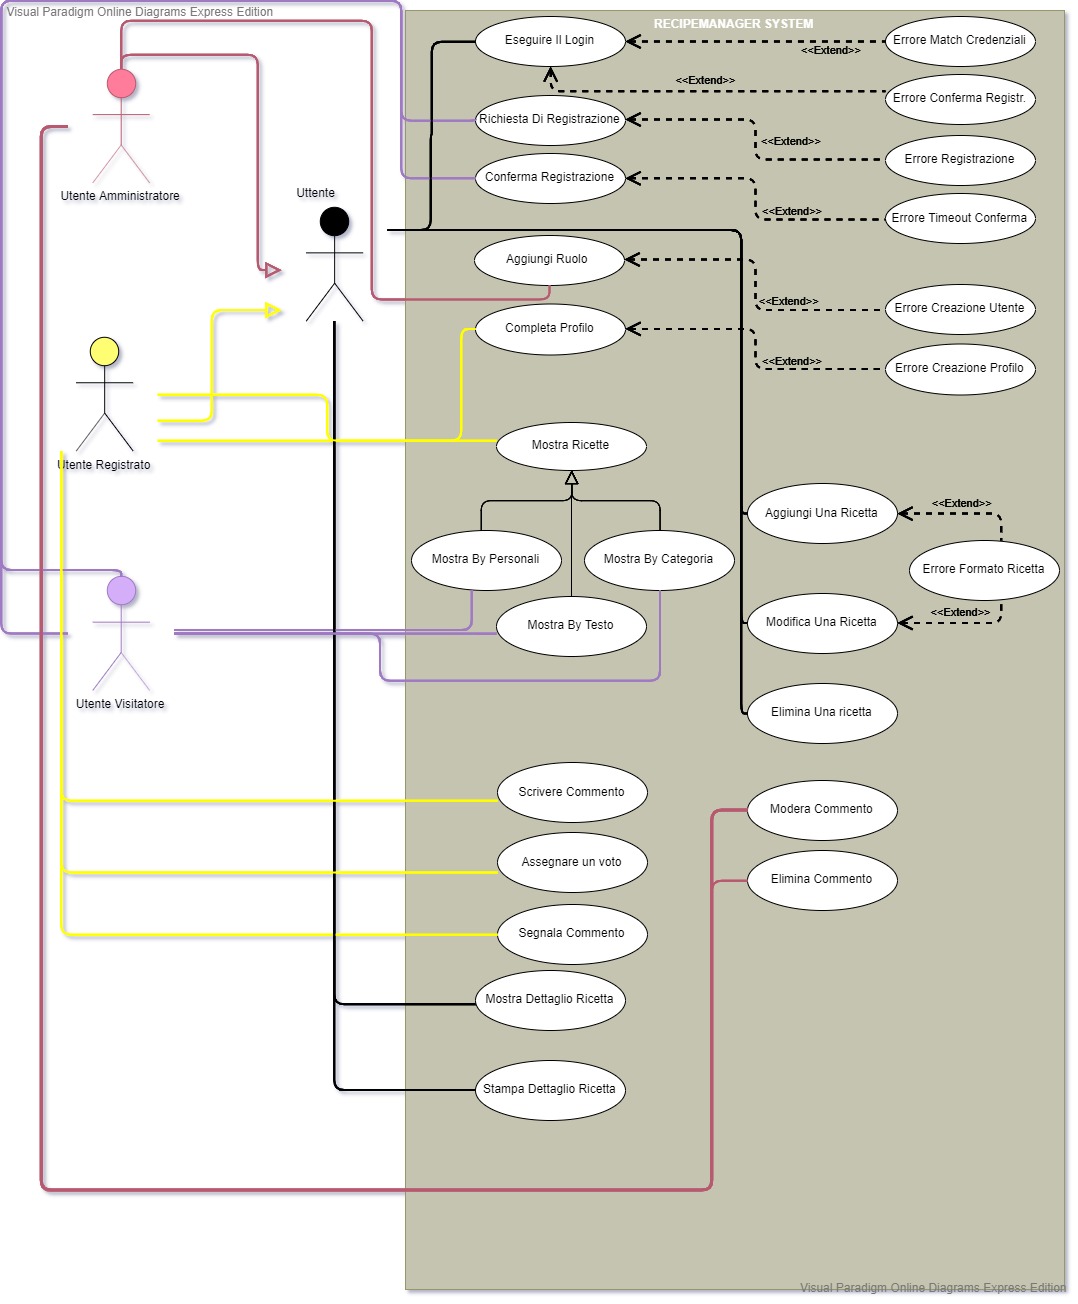 Visual Paradigm Online Diagrams Express Edition
RECIPEMANAGER SYSTEM
Eseguire Il Login
Errore Match Credenziali
<<Extend>>
<<Extend>>
Errore Conferma Registr.
Richiesta Di Registrazione
<<Extend>>
Errore Registrazione
Conferma Registrazione
Utente Amministratore
Uttente
<<Extend>>
Errore Timeout Conferma
Aggiungi Ruolo
<<Extend>>
Errore Creazione Utente
Completa Profilo
<<Extend>>
Errore Creazione Profilo
Mostra Ricette
Utente Registrato
<<Extend>>
Aggiungi Una Ricetta
Mostra By Personali
Mostra By Categoria
Errore Formato Ricetta
<<Extend>>
Mostra By Testo
Modifica Una Ricetta
Utente Visitatore
Elimina Una ricetta
Scrivere Commento
Modera Commento
Assegnare un voto
Elimina Commento
Segnala Commento
Mostra Dettaglio Ricetta
Stampa Dettaglio Ricetta
Visual Paradigm Online Diagrams Express Edition